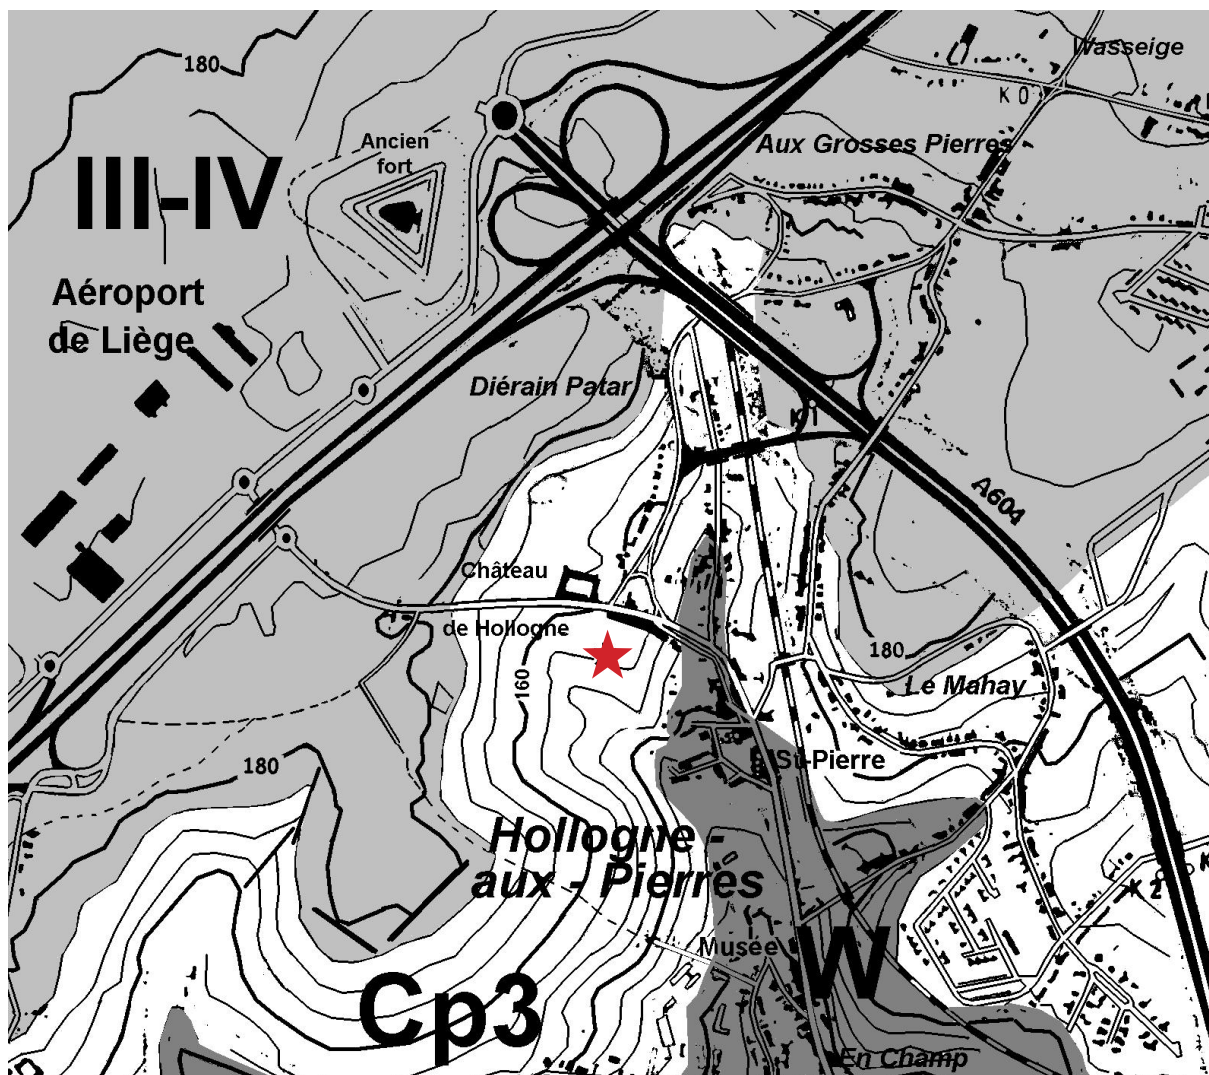 180
Wasseige
K 0
Ancien
fort
Aux Grosses Pierres
III-IV
Aéroport
de Liège
Diérain Patar
K 1
A604
Château
de Hollogne
160
180
Le Mahay
180
St-Pierre
Hollogne -
aux - Pierres
K 2
K
Musée
W
Cp3
En Champ